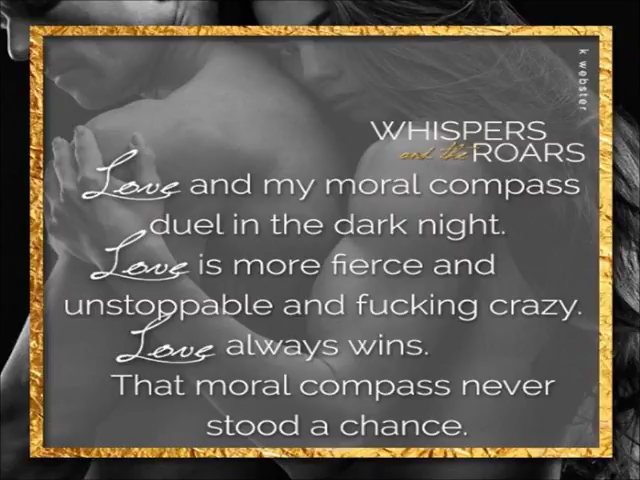 k webster
WHISPERS
and the ROARS
Love and my moral compass
duel in the dark night.
Love is more fierce and
unstoppable and fucking crazy.
Love always wins.
That moral compass never
stood a chance.